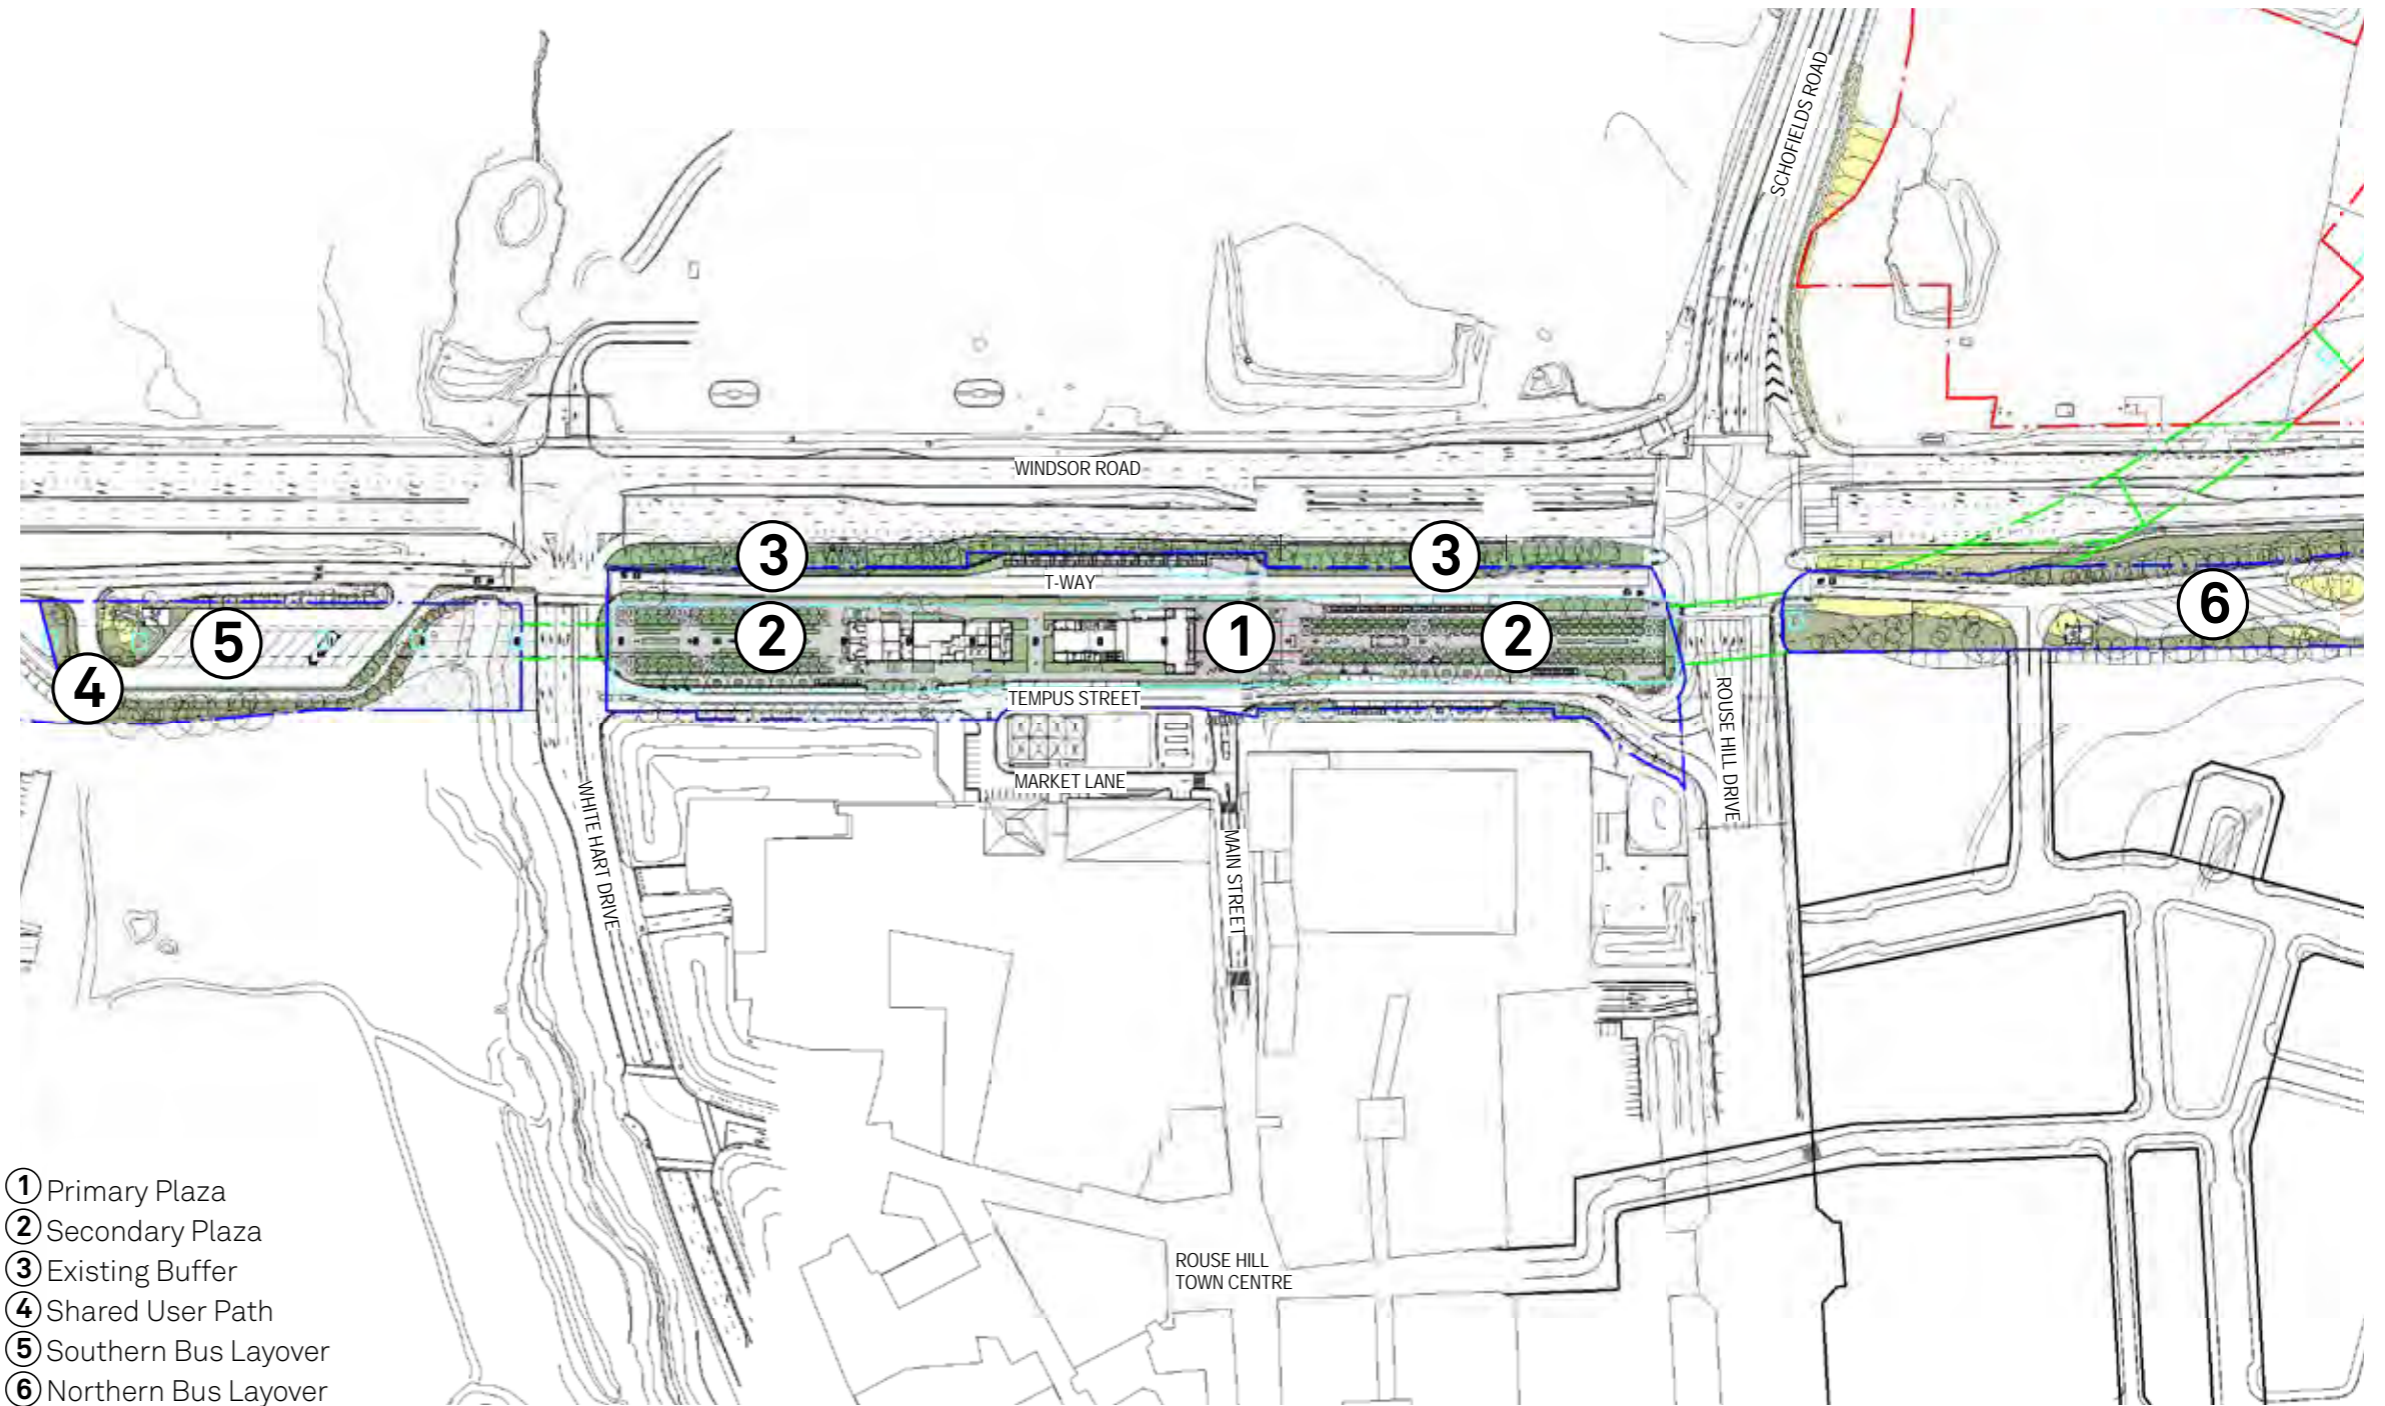 SCHOFIELDS ROAD
WINDSOR ROAD
3
3
T-WAY
6
2
1
2
5
4
TEMPUS STREET
ROUSE HILL DRIVE
MARKET LANE
WHITE HART DRIVE
MAIN STREET
ROUSE HILL
TOWN CENTRE
1 Primary Plaza
2 Secondary Plaza
3 Existing Buffer
4 Shared User Path
5 Southern Bus Layover
6 Northern Bus Layover